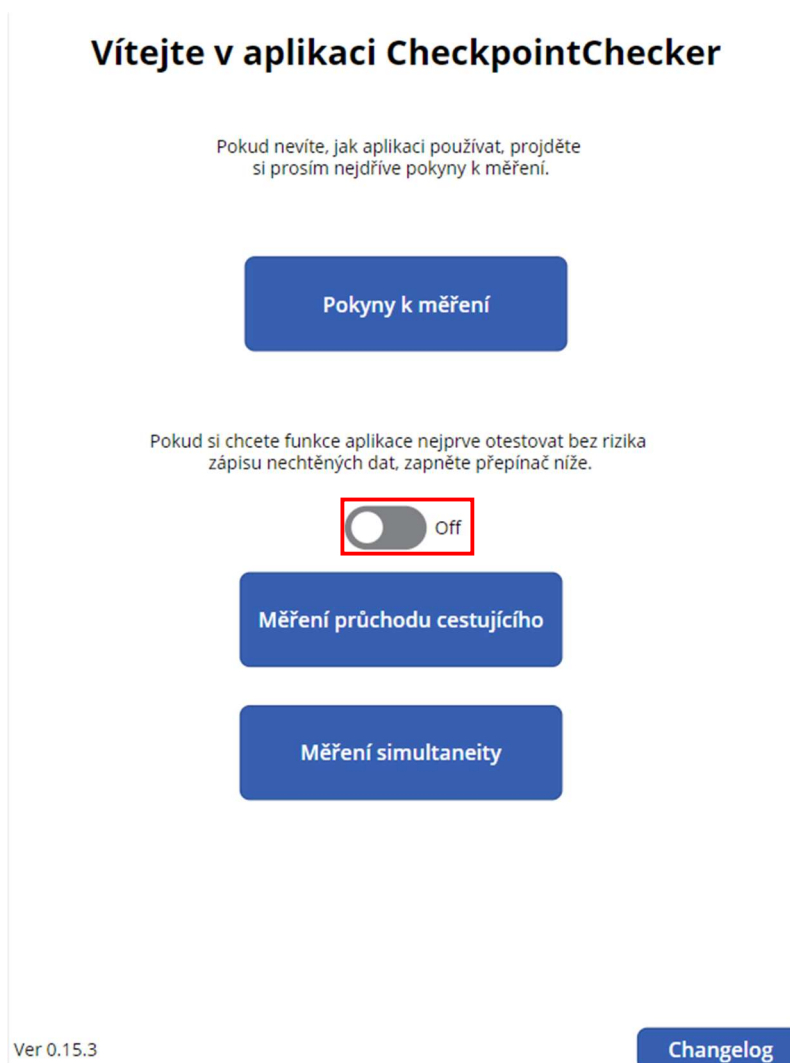 Vítejte v aplikaci CheckpointChecker
Pokud nevíte, jak aplikaci používat, projděte
si prosím nejdříve pokyny k měření.
Pokyny k měření
Pokud si chcete funkce aplikace nejprve otestovat bez rizika
zápisu nechtěných dat, zapněte přepínač níže.
Off
Měření průchodu cestujícího
Měření simultaneity
Ver 0.15.3
Changelog